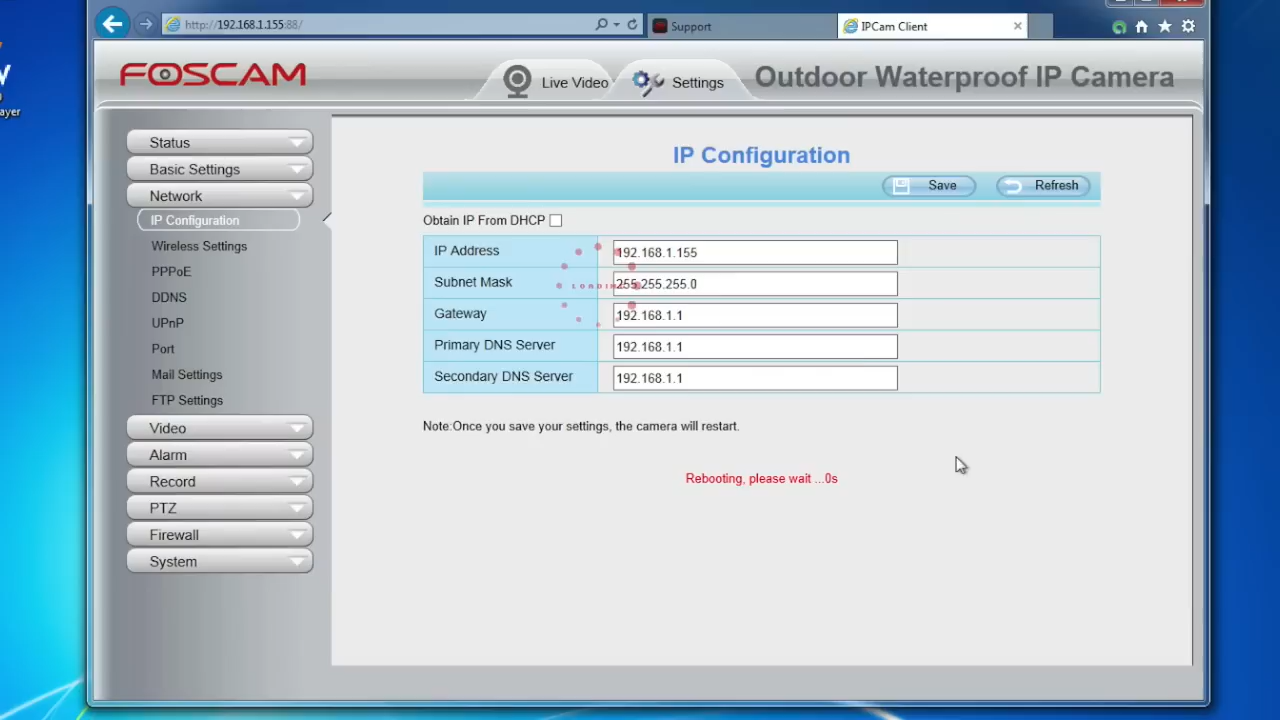 ayer
http://192.168.1.155:88/
Support
IPCam Client
FOSCAM
Live Video
Settings
Outdoor Waterproof IP Camera
Status
Basic Settings
Network
IP Configuration
Wireless Settings
PPPoE
DDNS
UPnP
Port
Mail Settings
FTP Settings
Video
Alarm
Record
PTZ
Firewall
System
IP Configuration
Save
Refresh
Obtain IP From DHCP
IP Address 192.168.1.155
Subnet Mask 255.255.255.0
LOADING
Gateway 192.168.1.1
Primary DNS Server 192.168.1.1
Secondary DNS Server 192.168.1.1
Note:Once you save your settings, the camera will restart.
Rebooting, please wait ...0s